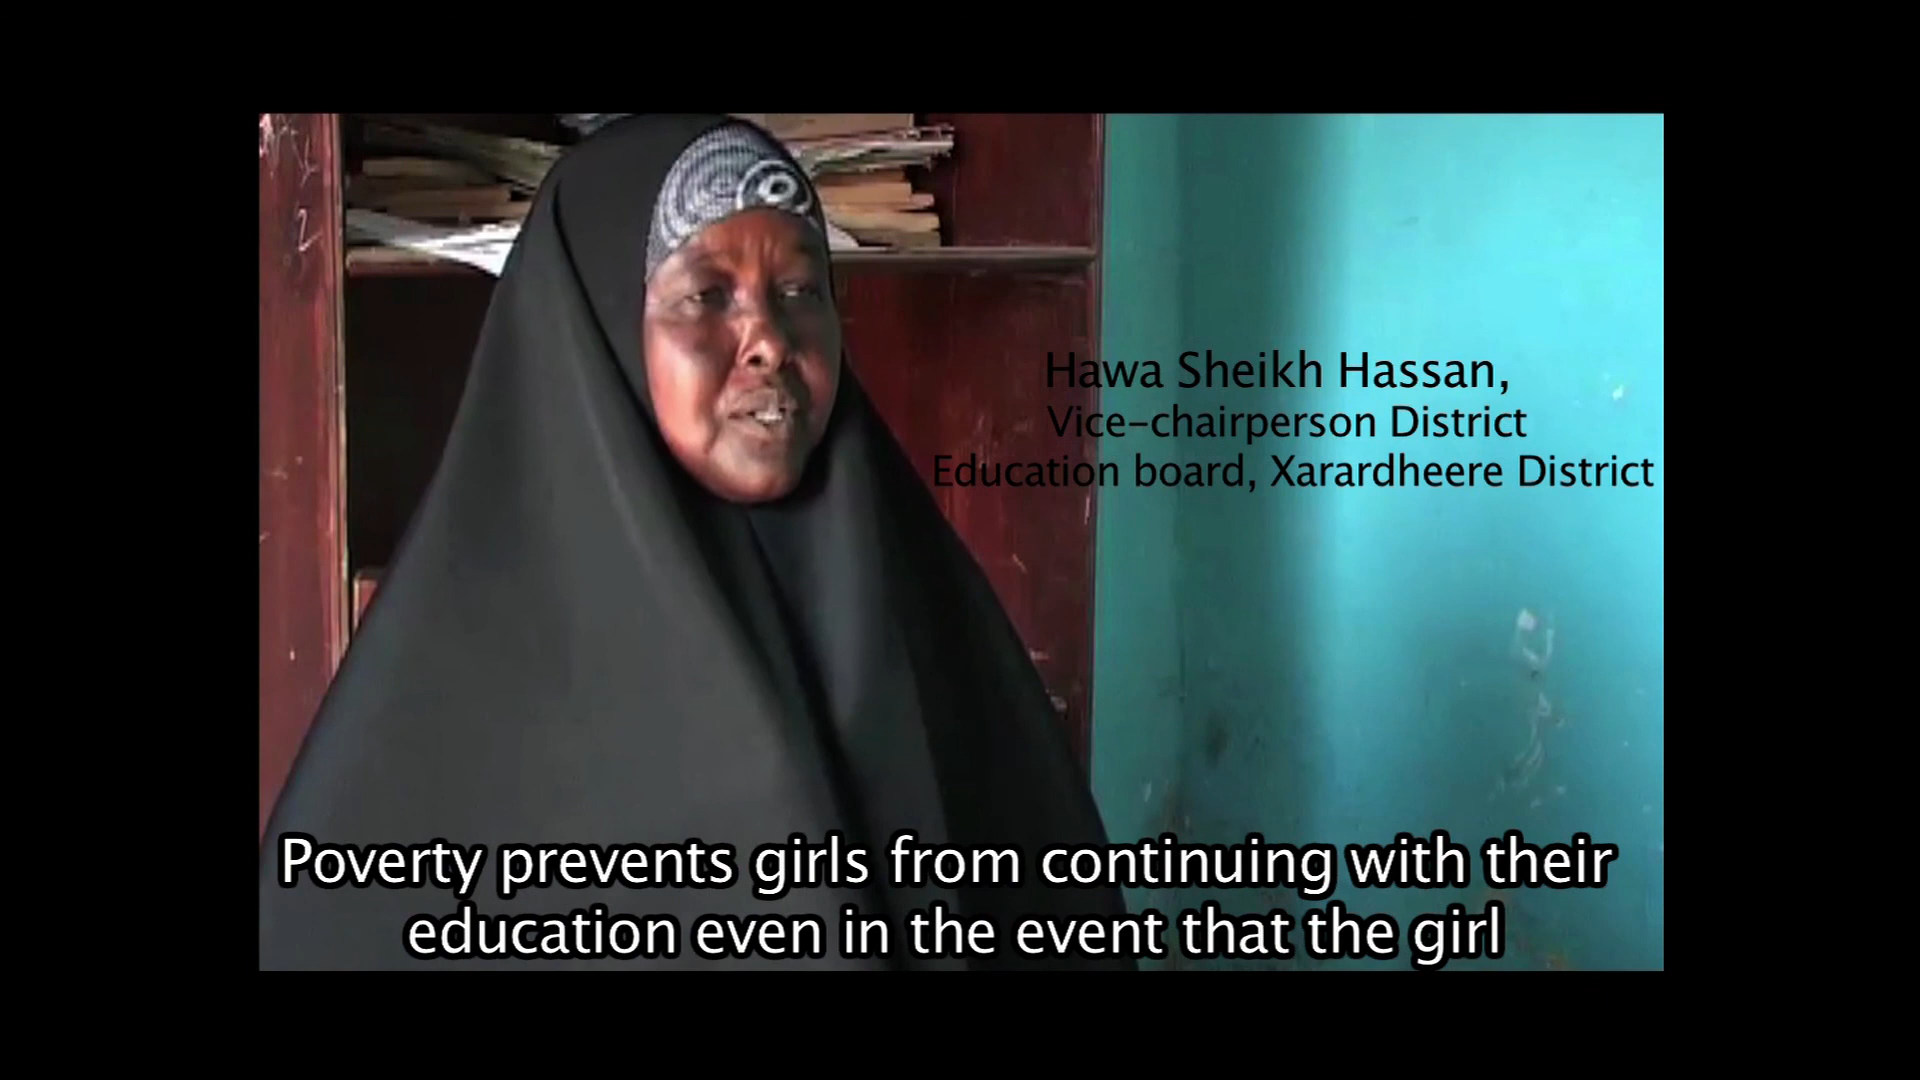 Hawa Sheikh Hassan,
Vice-chairperson District
Education board, Xarardheere District
Poverty prevents girls from continuing with their
education even in the event that the girl